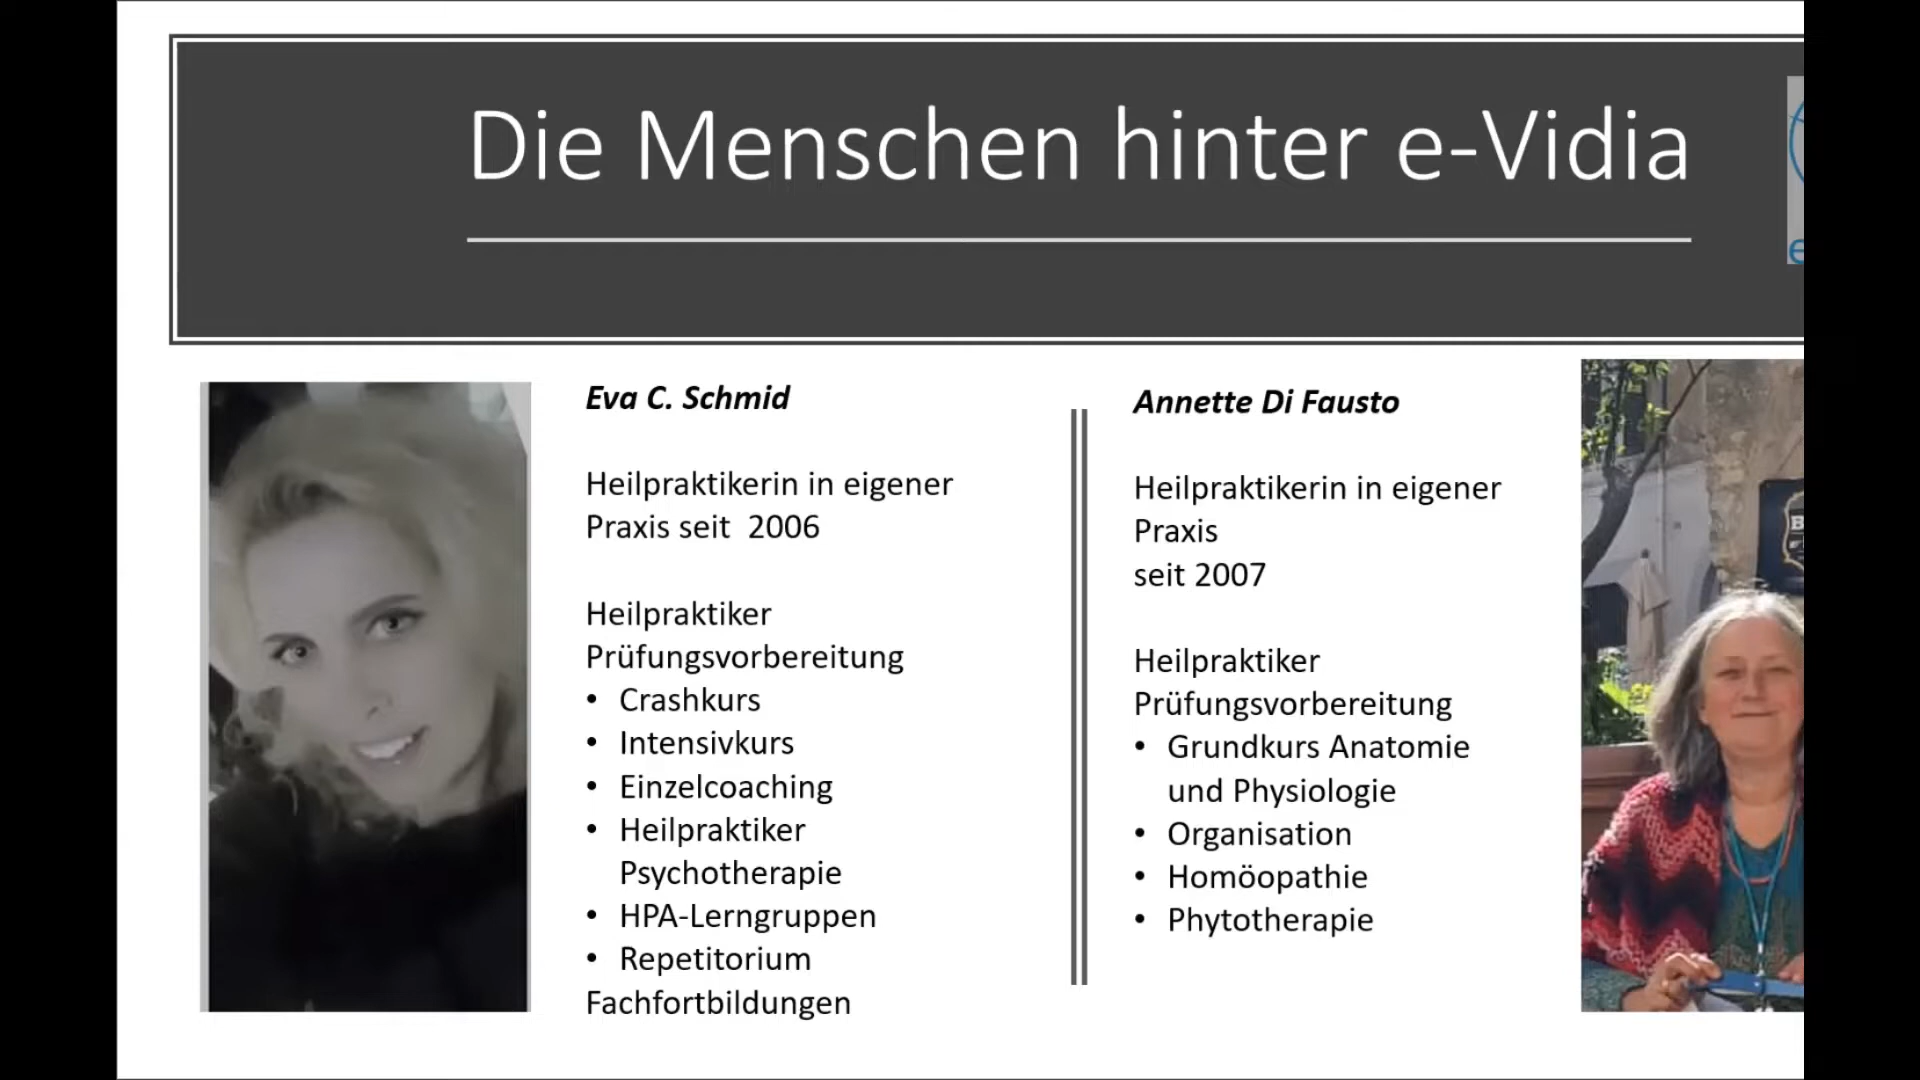 Die Menschen hinter e-Vidia
Eva C. Schmid
Heilpraktikerin in eigener
Praxis seit 2006
Heilpraktiker
Prüfungsvorbereitung
• Crashkurs
• Intensivkurs
• Einzelcoaching
• Heilpraktiker
Psychotherapie
• HPA-Lerngruppen
• Repetitorium
Fachfortbildungen
Annette Di Fausto
Heilpraktikerin in eigener
Praxis
seit 2007
Heilpraktiker
Prüfungsvorbereitung
• Grundkurs Anatomie
und Physiologie
• Organisation
• Homöopathie
• Phytotherapie